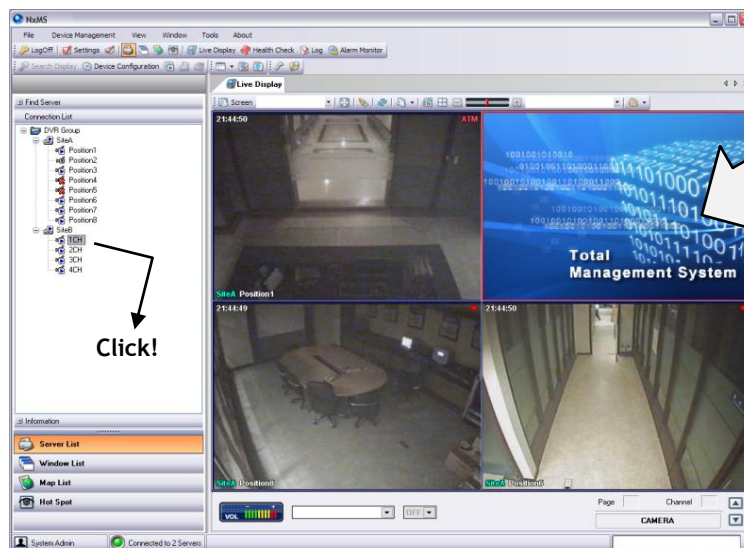 NxMS
File Device Management View Window Tools About
LogOff Settings Live Display Health Check Log Alarm Monitor
Search Display Device Configuration
Live Display
Find Server
Screen
Connection List
DVR Group
SiteA
Position1
Position2
Position3
Position4
Position5
Position6
Position7
Position8
SiteB
1CH
2CH
3CH
4CH
Click!
21:44:50 ATM
SiteA Position1
Total
Management System
21:44:49
SiteA Position8
21:44:50
SiteA Position6
Information
Server List
Window List
Map List
Hot Spot
VOL
OFF
Page Channel
CAMERA
System Admin Connected to 2 Servers